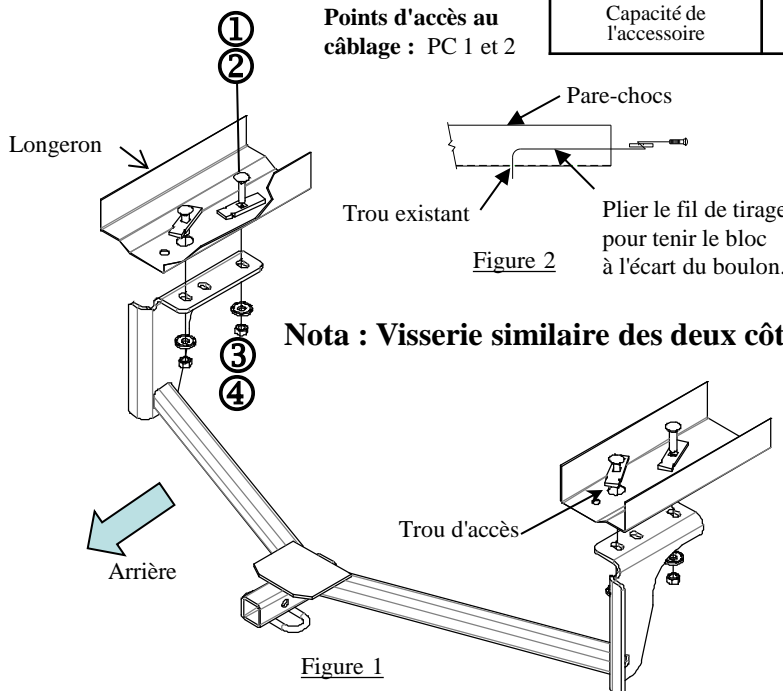 ①
②
Points d'accès au
câblage : PC 1 et 2
Capacité de
l'accessoire
Longeron
Pare-chocs
Trou existant
Plier le fil de tirage
pour tenir le bloc
à l'écart du boulon.
Figure 2
Nota : Visserie similaire des deux
③
④
Trou d'accès
Arrière
Figure 1